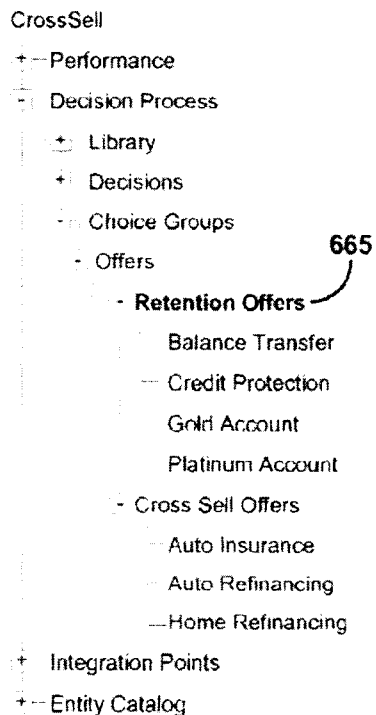 CrossSell
+ Performance
- Decision Process
+ Library
+ Decisions
- Choice Groups
- Offers
665
- Retention Offers
Balance Transfer
Credit Protection
Gold Account
Platinum Account
- Cross Sell Offers
Auto Insurance
Auto Refinancing
Home Refinancing
+ Integration Points
+ Entity Catalog